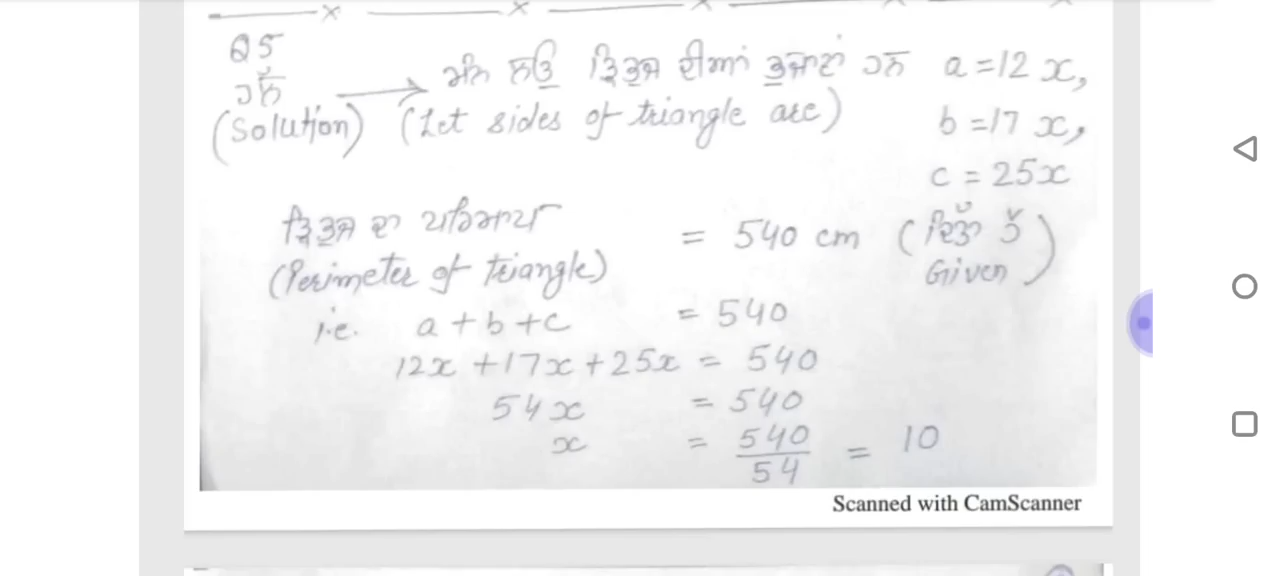 Q5
ਹੱਲ → ਮੰਨ ਲਉ ਤ੍ਰਿਭੁਜ ਦੀਆਂ ਭੁਜਾਵਾਂ ਹਨ a = 12x,
(Solution) (Let sides of triangle are) b = 17x,
c = 25x
ਤ੍ਰਿਭੁਜ ਦਾ ਪਰਿਮਾਪ = 540 cm (ਦਿੱਤਾ ਹੈ
(Perimeter of triangle) Given)
i.e. a + b + c = 540
12x + 17x + 25x = 540
54x = 540
x = 540/54 = 10
Scanned with CamScanner